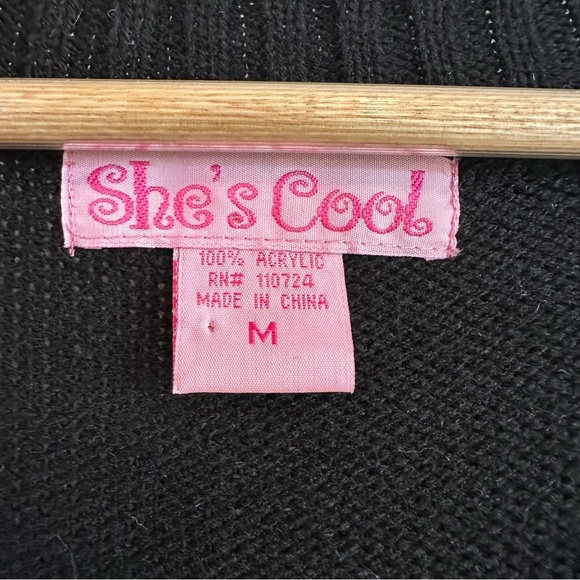 She's Cool
100% ACRYLIC
RN# 110724
MADE IN CHINA
M